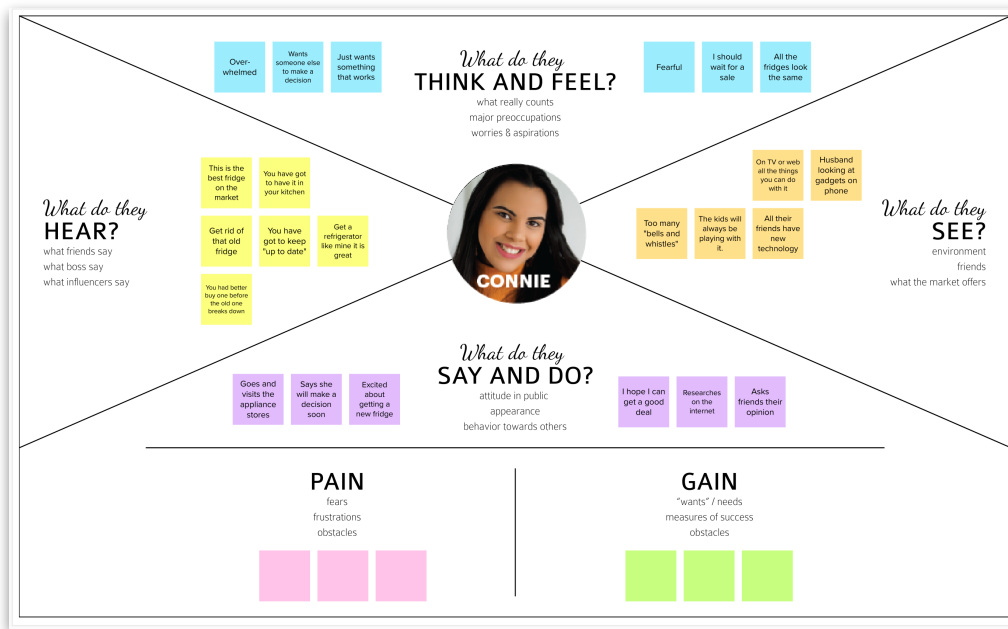 What do they
THINK AND FEEL?
what really counts
major preoccupations
worries & aspirations
Over-
whelmed
Wants
someone else
to make a
decision
Just wants
something
that works
Fearful
I should
wait for a
sale
All the
fridges look
the same
What do they
HEAR?
what friends say
what boss say
what influencers say
This is the
best fridge
on the
market
You have got
to have it in
your kitchen
Get rid of
that old
fridge
You have
got to keep
"up to date"
Get a
refrigerator
like mine it is
great
You had better
buy one before
the old one
breaks down
CONNIE
What do they
SEE?
environment
friends
what the market offers
On TV or web
all the things
you can do
with it
Husband
looking at
gadgets on
phone
Too many
"bells and
whistles"
The kids will
always be
playing with
it.
All their
friends have
new
technology
What do they
SAY AND DO?
attitude in public
appearance
behavior towards others
Goes and
visits the
appliance
stores
Says she
will make a
decision
soon
Excited
about
getting a
new fridge
I hope I can
get a good
deal
Researches
on the
internet
Asks
friends their
opinion
PAIN
fears
frustrations
obstacles
GAIN
"wants" / needs
measures of success
obstacles